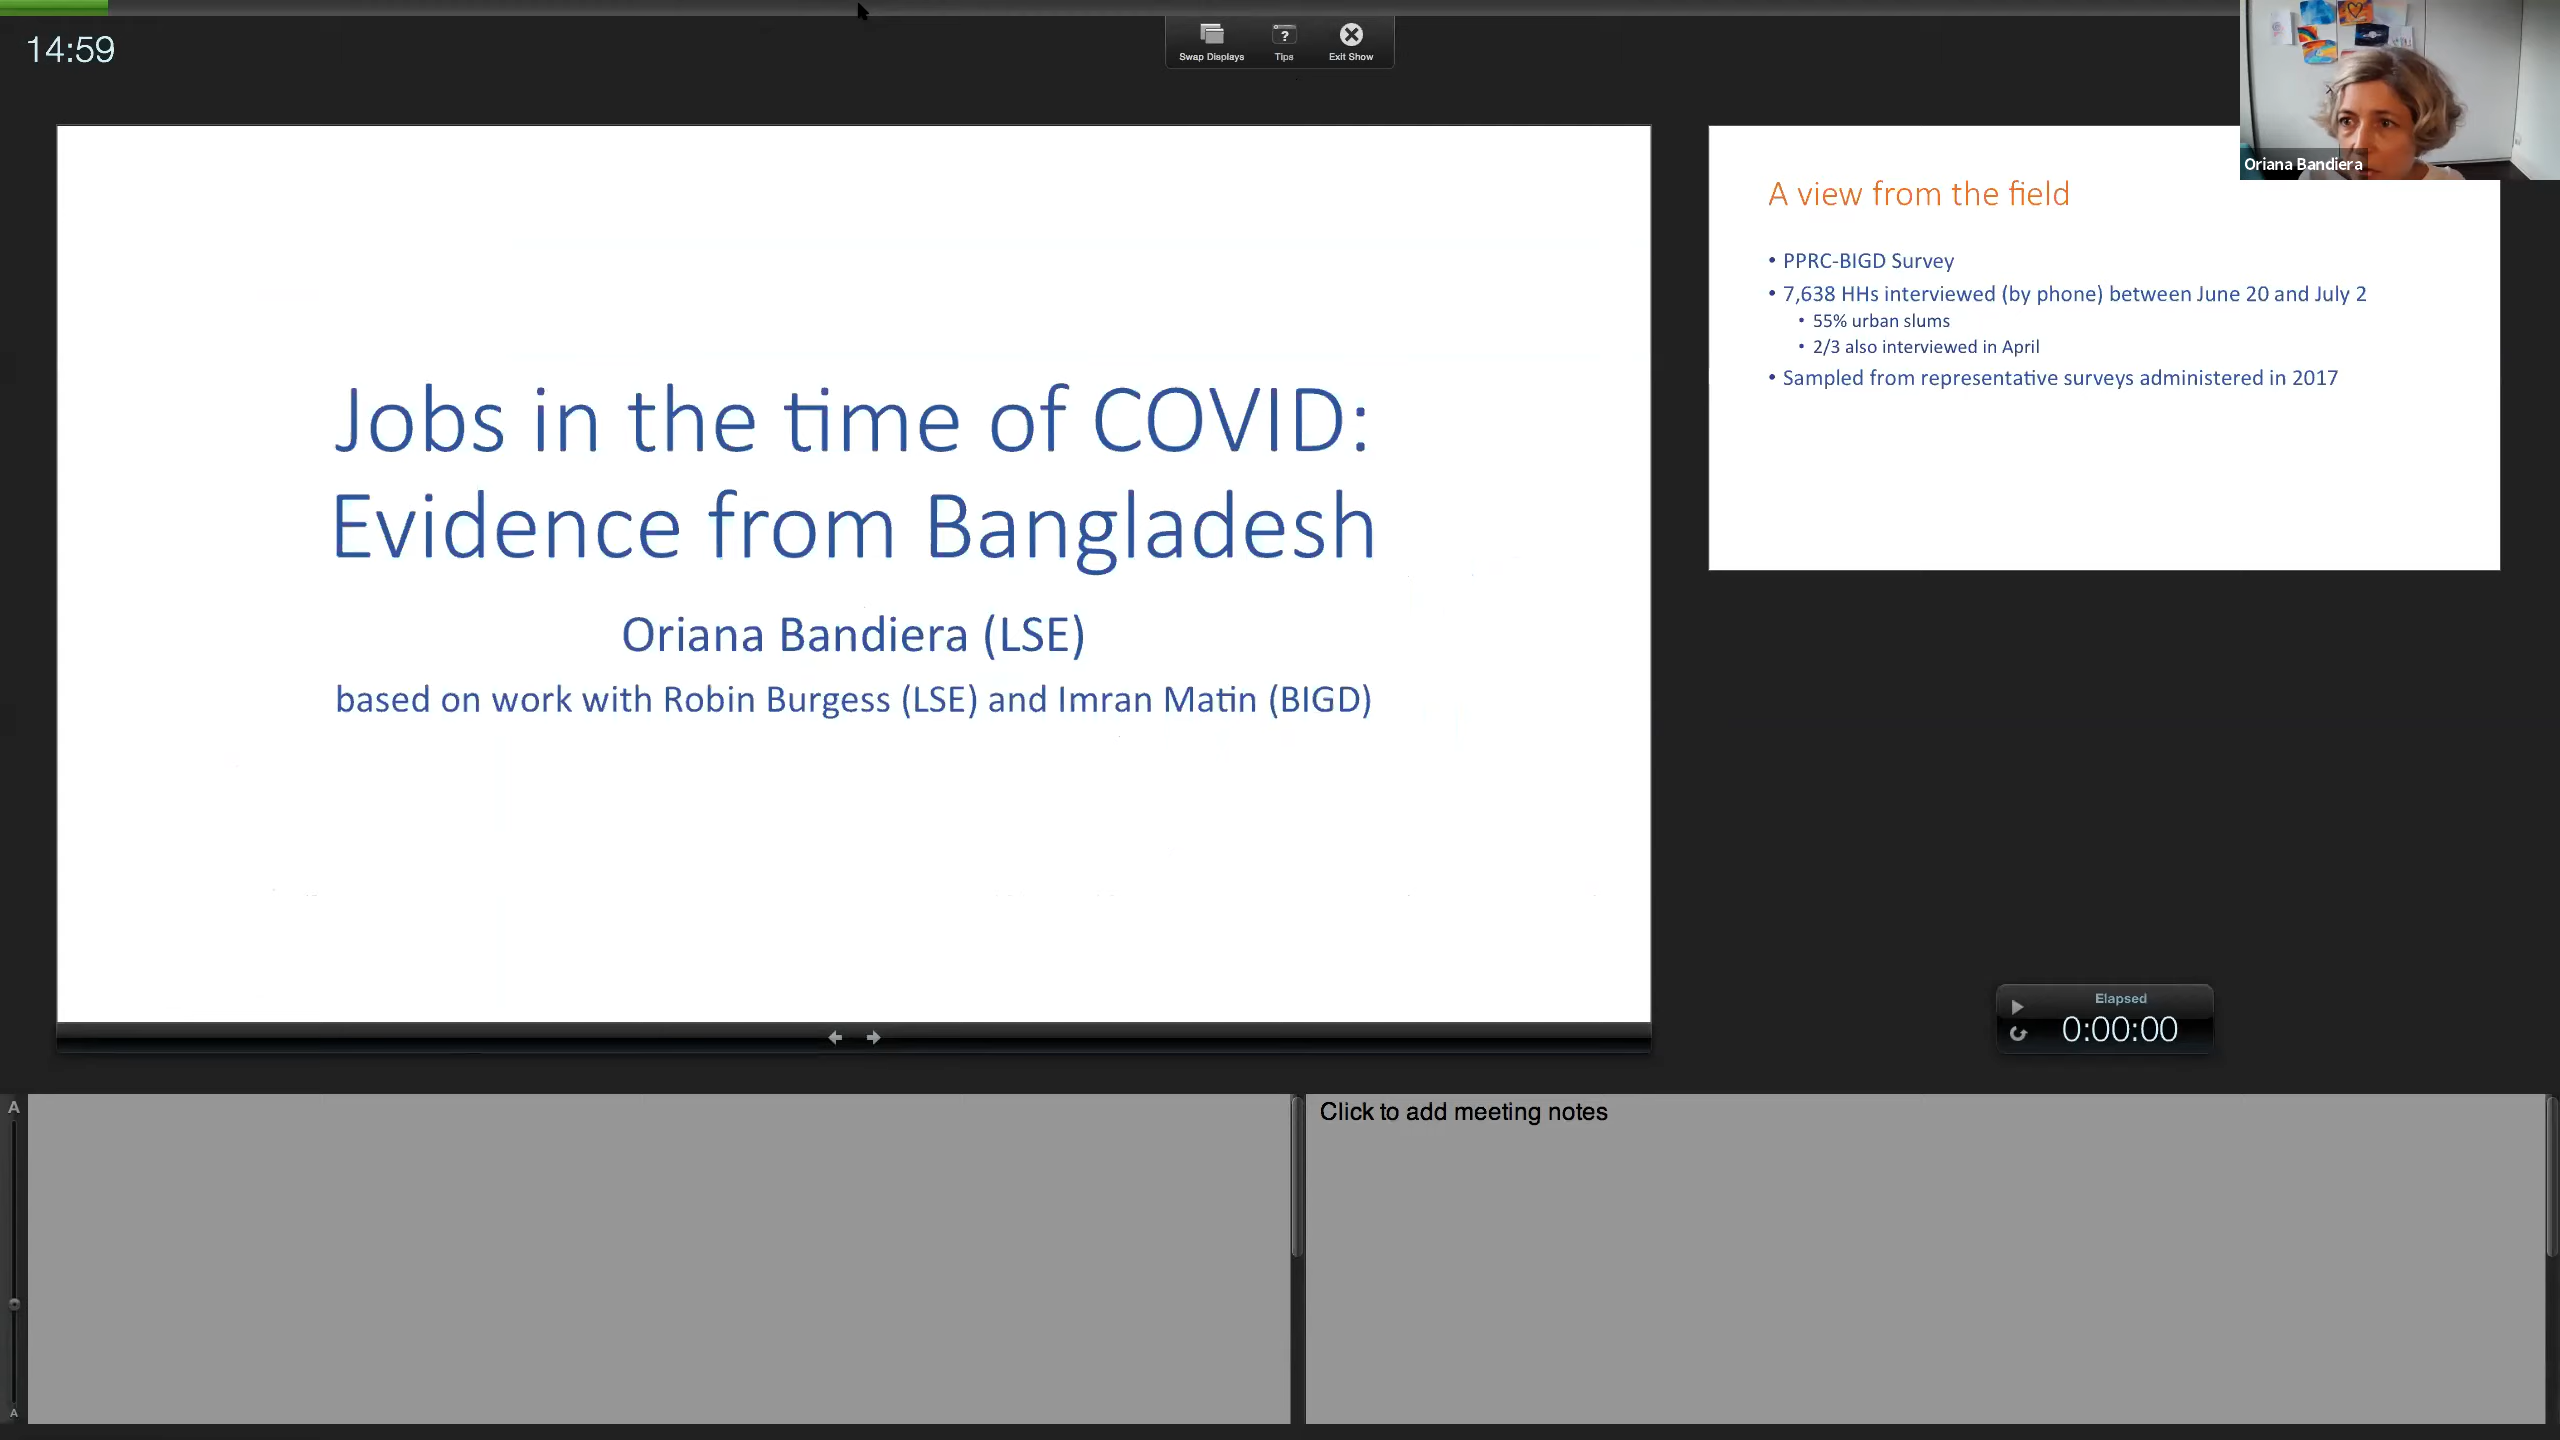 14:59
Swap Displays
Tips
Exit Show
Oriana Bandiera
Jobs in the time of COVID:
Evidence from Bangladesh
Oriana Bandiera (LSE)
based on work with Robin Burgess (LSE) and Imran Matin (BIGD)
A view from the field
• PPRC-BIGD Survey
• 7,638 HHs interviewed (by phone) between June 20 and July 2
• 55% urban slums
• 2/3 also interviewed in April
• Sampled from representative surveys administered in 2017
Elapsed
0:00:00
A
A
Click to add meeting notes